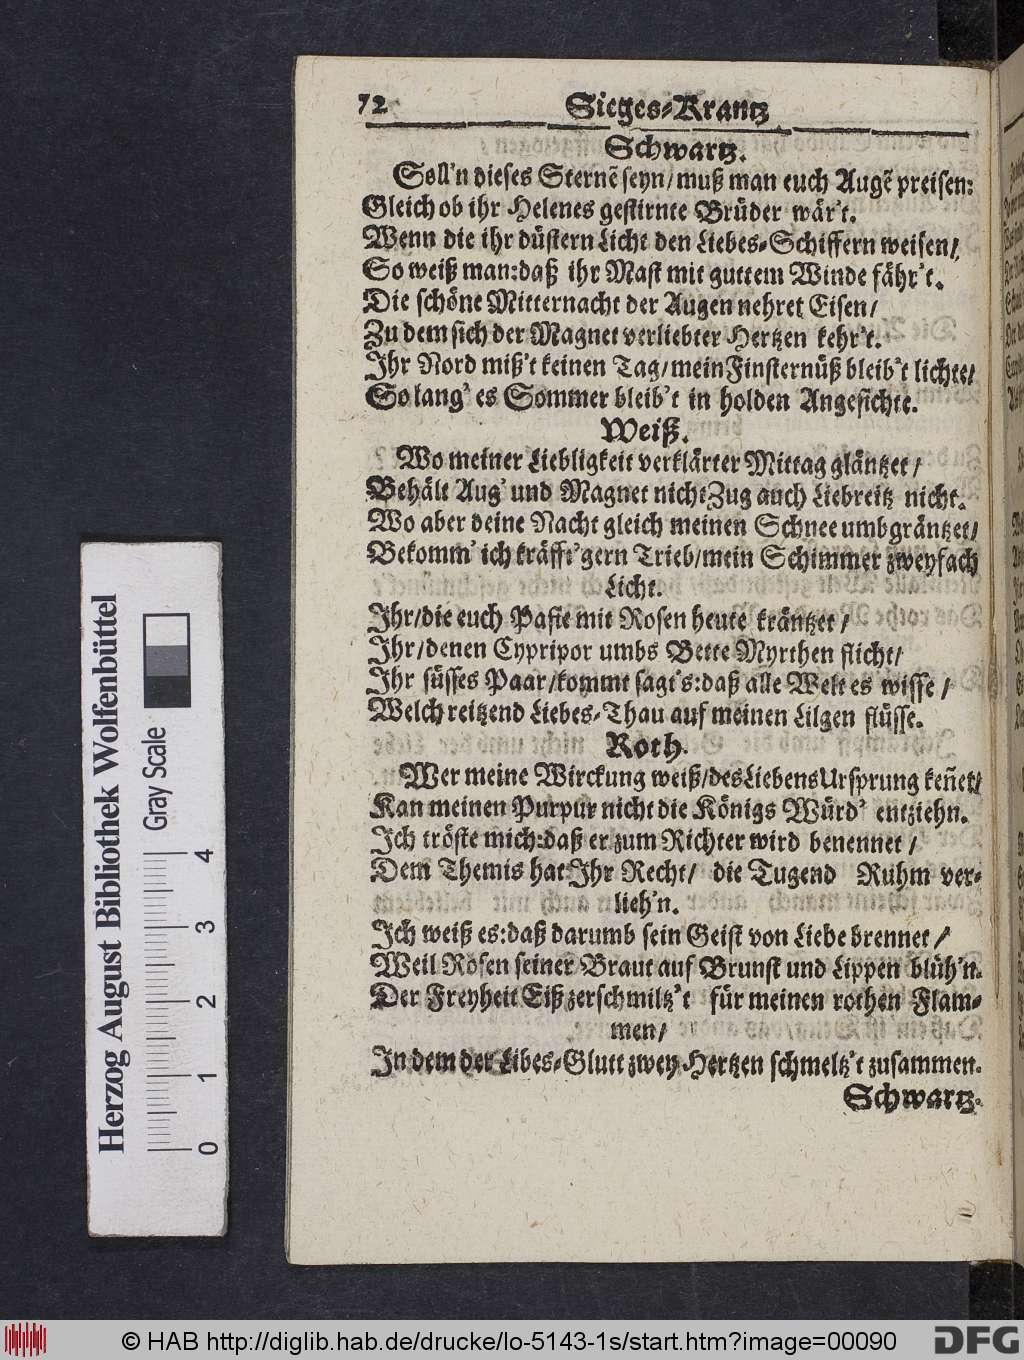 72 Sieges-Krantz
Schwartz.
Soll'n dieses Sternẽ seyn/ muß man euch Augẽ preisen:
Gleich ob ihr Helenes gestirnte Brüder wär't.
Wenn die ihr düstern Licht den Liebes-Schiffern weisen/
So weiß man: daß ihr Mast mit guttem Winde fähr't.
Die schöne Mitternacht der Augen nehret Eisen/
Zu dem sich der Magnet verliebter Hertzen kehr't.
Ihr Nord miß't keinen Tag/ mein Finsternüß bleib't lichte/
So lang' es Sommer bleib't in holden Angesichte.
Weiß.
Wo meiner Liebligkeit verklärter Mittag gläntzet/
Behält Aug' und Magnet nicht Zug auch Liebreitz nicht.
Wo aber deine Nacht gleich meinen Schnee umbgräntzet/
Bekomm' ich kräfft'gern Trieb/ mein Schimmer zweyfach
Licht.
Ihr/ die euch Paste mit Rosen heute kräntzet/
Ihr/ denen Cypripor umbs Bette Myrthen flicht/
Ihr süsses Paar/ kommt sagt's: daß alle Welt es wisse/
Welch reitzend Liebes-Thau auf meinen Lilgen flüsse.
Roth.
Wer meine Wirckung weiß/ des Liebens Ursprung keñet/
Kan meinen Purpur nicht die Königs Würd' entziehn.
Ich tröste mich: daß er zum Richter wird benennet/
Dem Themis hat Ihr Recht/ die Tugend Ruhm ver-
lieh'n.
Ich weiß es: daß darumb sein Geist von Liebe brennet/
Weil Rosen seiner Braut auf Brunst und Lippen blüh'n.
Der Freyheit Eiß zerschmiltz't für meinen rothen Flam-
men/
In dem der Libes-Glutt zwey Hertzen schmeltz't zusammen.
Schwartz.
Herzog August Bibliothek Wolfenbüttel
Gray Scale
0 1 2 3 4
© HAB http://diglib.hab.de/drucke/lo-5143-1s/start.htm?image=00090
DFG